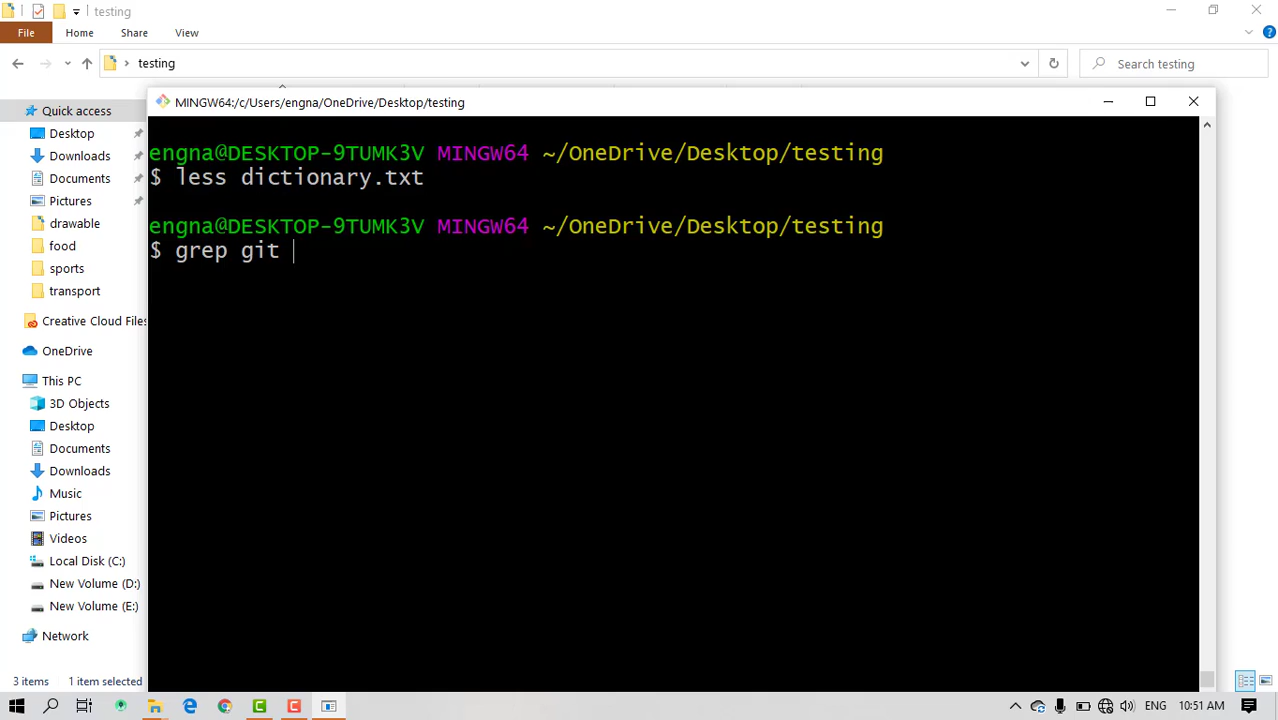 testing
File
Home
Share
View
testing
Search testing
Quick access
Desktop
Downloads
Documents
Pictures
drawable
food
sports
transport
Creative Cloud Files
OneDrive
This PC
3D Objects
Desktop
Documents
Downloads
Music
Pictures
Videos
Local Disk (C:)
New Volume (D:)
New Volume (E:)
Network
3 items
1 item selected
MINGW64:/c/Users/engna/OneDrive/Desktop/testing
engna@DESKTOP-9TUMK3V MINGW64 ~/OneDrive/Desktop/testing
$ less dictionary.txt
engna@DESKTOP-9TUMK3V MINGW64 ~/OneDrive/Desktop/testing
$ grep git
ENG
10:51 AM